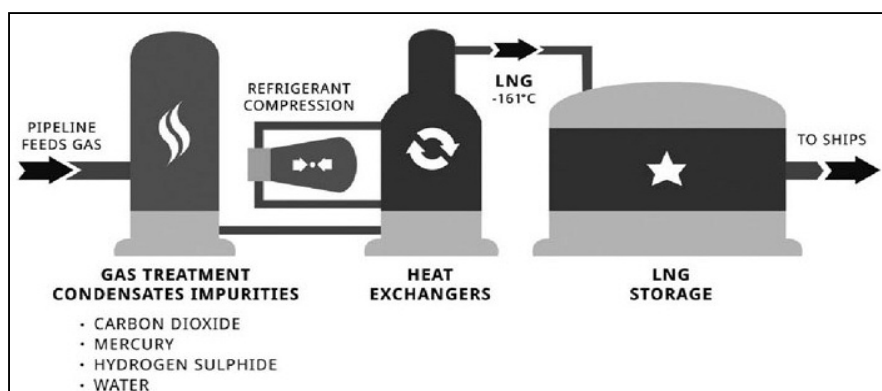 PIPELINE
FEEDS GAS
REFRIGERANT
COMPRESSION
LNG
-161°C
TO SHIPS
GAS TREATMENT
CONDENSATES IMPURITIES
· CARBON DIOXIDE
· MERCURY
· HYDROGEN SULPHIDE
· WATER
HEAT
EXCHANGERS
LNG
STORAGE